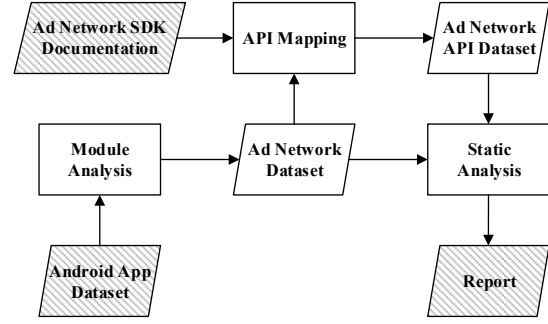 Ad Network SDK
Documentation
API Mapping
Ad Network
API Dataset
Module
Analysis
Ad Network
Dataset
Static
Analysis
Android App
Dataset
Report